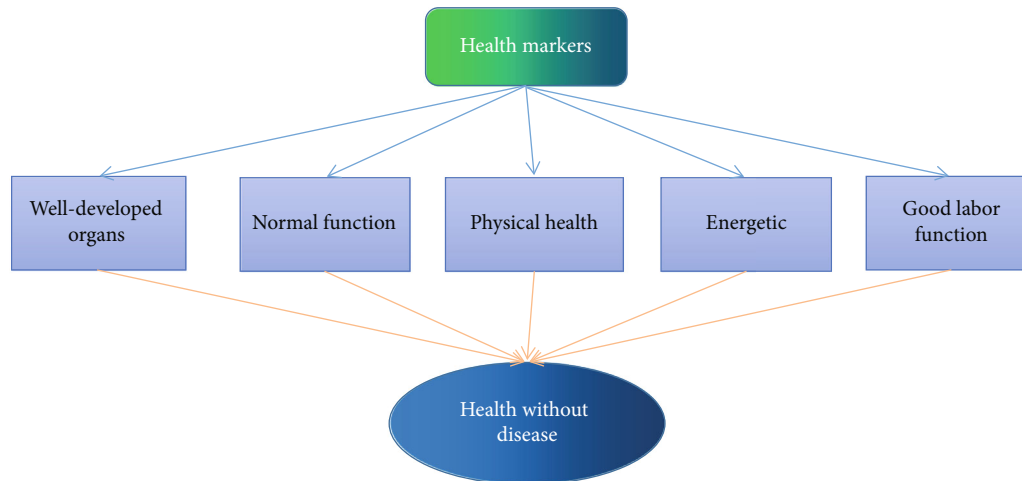 Health markers
Well-developed
organs
Normal function
Physical health
Energetic
Good labor
function
Health without
disease